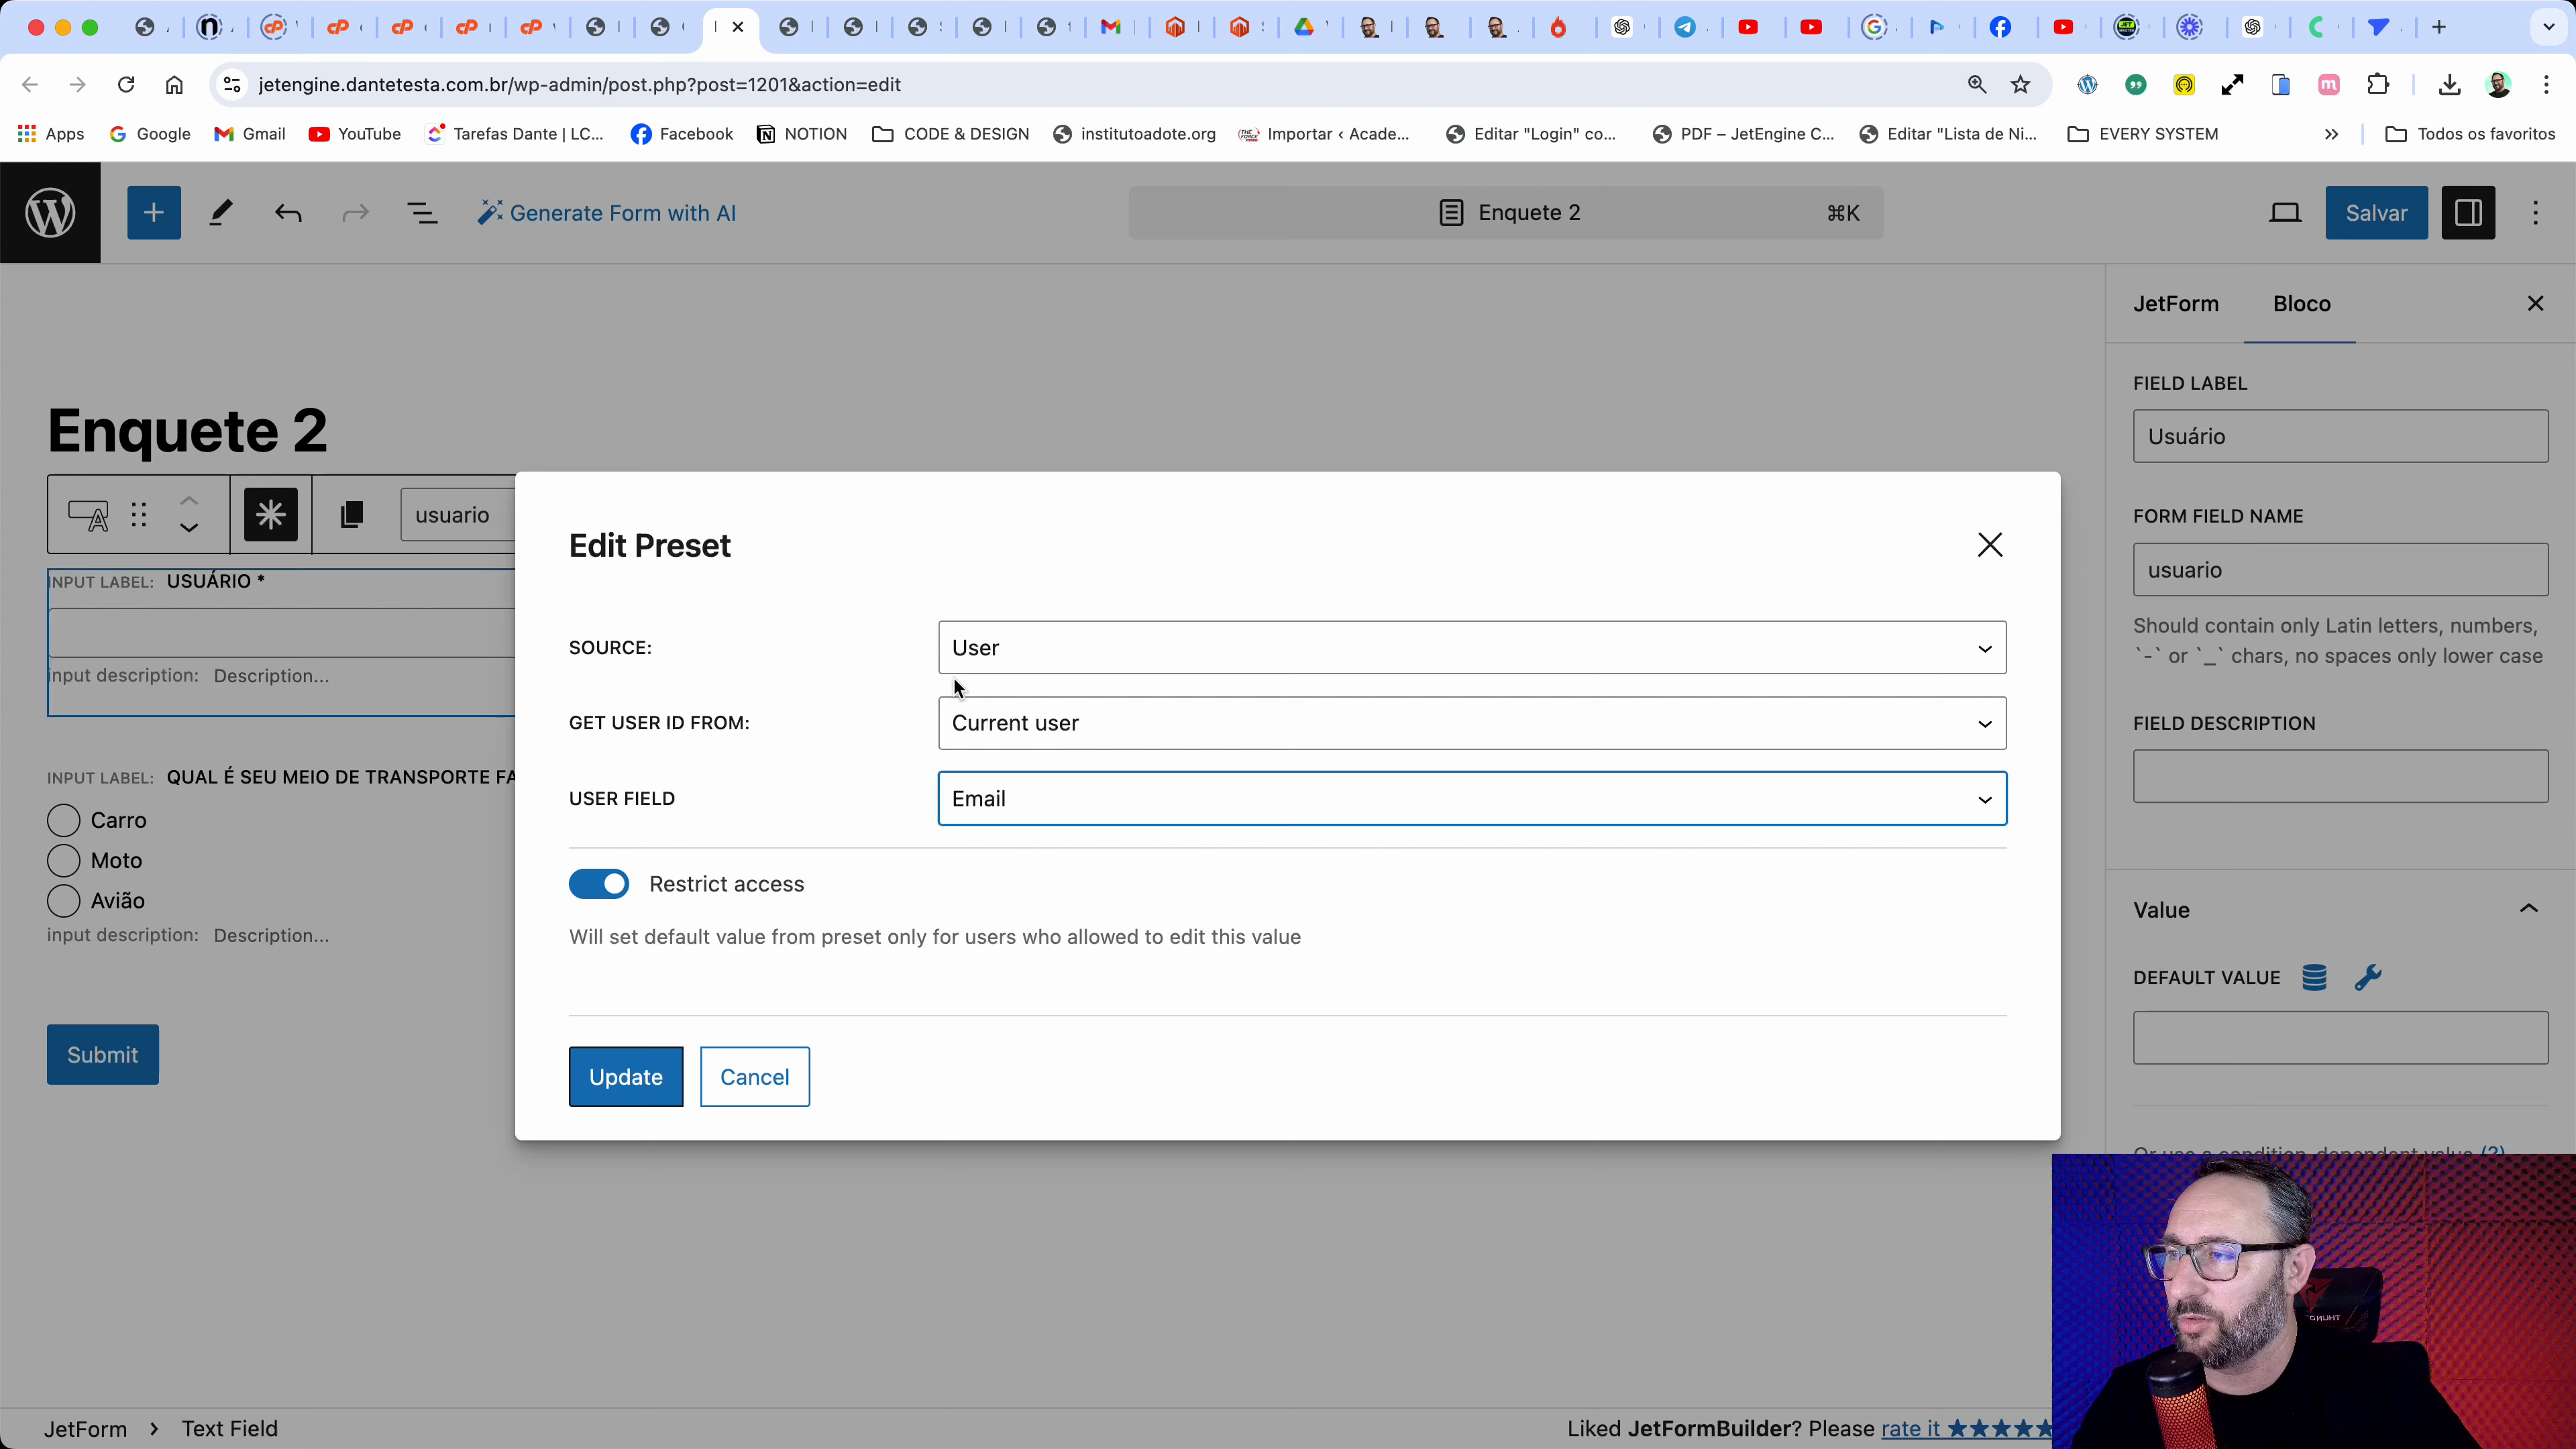 jetengine.dantetesta.com.br/wp-admin/post.php?post=1201&action=edit
Apps
Google
Gmail
YouTube
Tarefas Dante | LC...
Facebook
NOTION
CODE & DESIGN
institutoadote.org
Importar ‹ Acade...
Editar "Login" co...
PDF – JetEngine C...
Editar "Lista de Ni...
EVERY SYSTEM
Todos os favoritos
Generate Form with AI
Enquete 2
⌘K
Salvar
JetForm
Bloco
FIELD LABEL
Usuário
FORM FIELD NAME
usuario
Should contain only Latin letters, numbers,
`-` or `_` chars, no spaces only lower case
FIELD DESCRIPTION
Value
DEFAULT VALUE
Or use a condition-dependent value (?)
Enquete 2
usuario
INPUT LABEL: USUÁRIO *
input description: Description...
INPUT LABEL: QUAL É SEU MEIO DE TRANSPORTE FA
Carro
Moto
Avião
input description: Description...
Submit
Edit Preset
SOURCE:
User
GET USER ID FROM:
Current user
USER FIELD
Email
Restrict access
Will set default value from preset only for users who allowed to edit this value
Update
Cancel
JetForm
Text Field
Liked JetFormBuilder? Please rate it ★★★★★